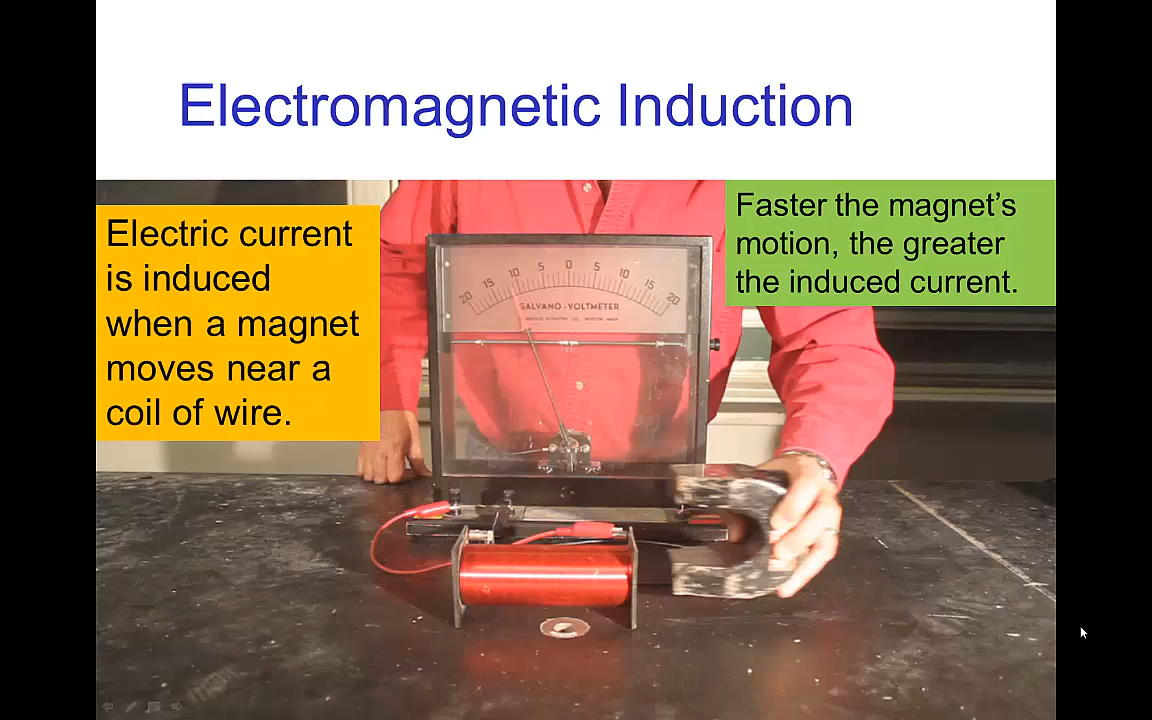 Electromagnetic Induction
Electric current
is induced
when a magnet
moves near a
coil of wire.
Faster the magnet's
motion, the greater
the induced current.
20 15 10 5 0 5 10 15 20
GALVANO-VOLTMETER